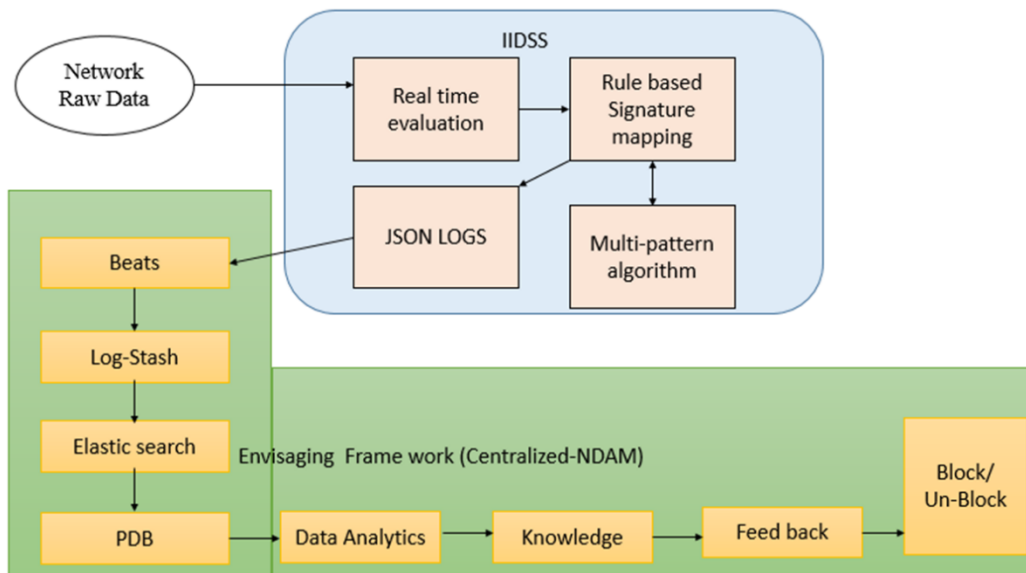 IIDSS
Network
Raw Data
Real time
evaluation
Rule based
Signature
mapping
JSON LOGS
Multi-pattern
algorithm
Beats
Log-Stash
Elastic search
Envisaging Frame work (Centralized-NDAM)
PDB
Data Analytics
Knowledge
Feed back
Block/
Un-Block